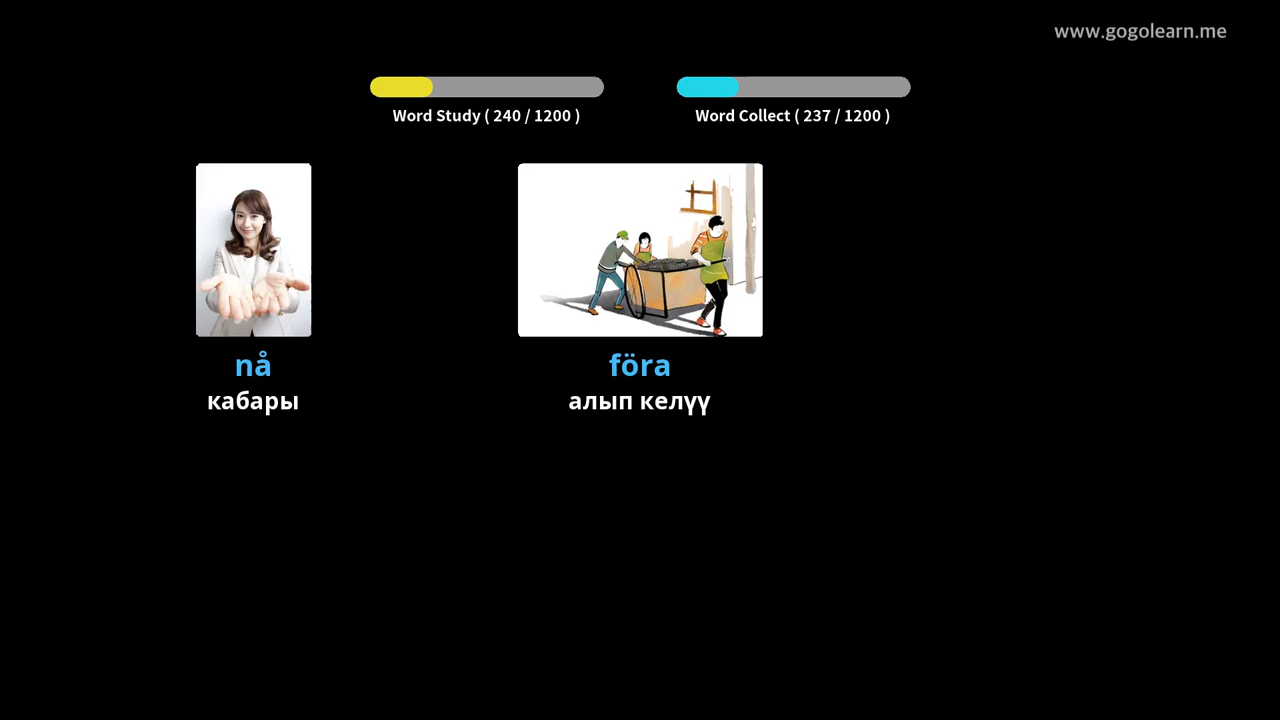 www.gogolearn.me
Word Study ( 240 / 1200 )
Word Collect ( 237 / 1200 )
nå
кабары
föra
алып келүү